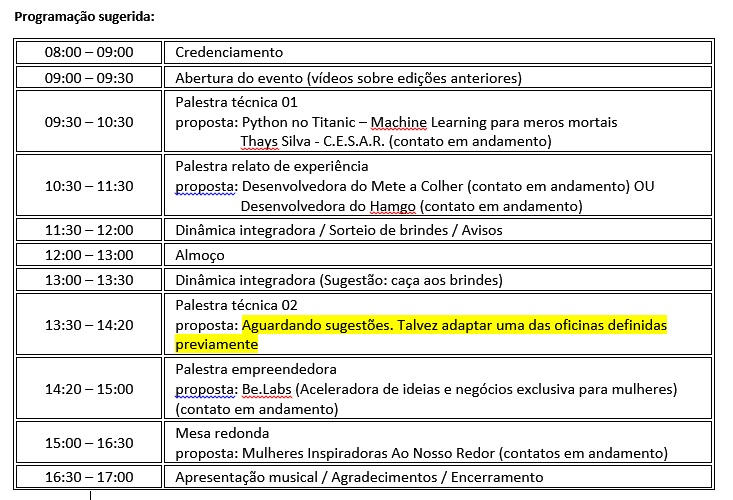 Programação sugerida:
08:00 – 09:00 Credenciamento
09:00 – 09:30 Abertura do evento (vídeos sobre edições anteriores)
09:30 – 10:30 Palestra técnica 01
proposta: Python no Titanic – Machine Learning para meros mortais
Thays Silva - C.E.S.A.R. (contato em andamento)
10:30 – 11:30 Palestra relato de experiência
proposta: Desenvolvedora do Mete a Colher (contato em andamento) OU
Desenvolvedora do Hamgo (contato em andamento)
11:30 – 12:00 Dinâmica integradora / Sorteio de brindes / Avisos
12:00 – 13:00 Almoço
13:00 – 13:30 Dinâmica integradora (Sugestão: caça aos brindes)
13:30 – 14:20 Palestra técnica 02
proposta: Aguardando sugestões. Talvez adaptar uma das oficinas definidas
previamente
14:20 – 15:00 Palestra empreendedora
proposta: Be.Labs (Aceleradora de ideias e negócios exclusiva para mulheres)
(contato em andamento)
15:00 – 16:30 Mesa redonda
proposta: Mulheres Inspiradoras Ao Nosso Redor (contatos em andamento)
16:30 – 17:00 Apresentação musical / Agradecimentos / Encerramento